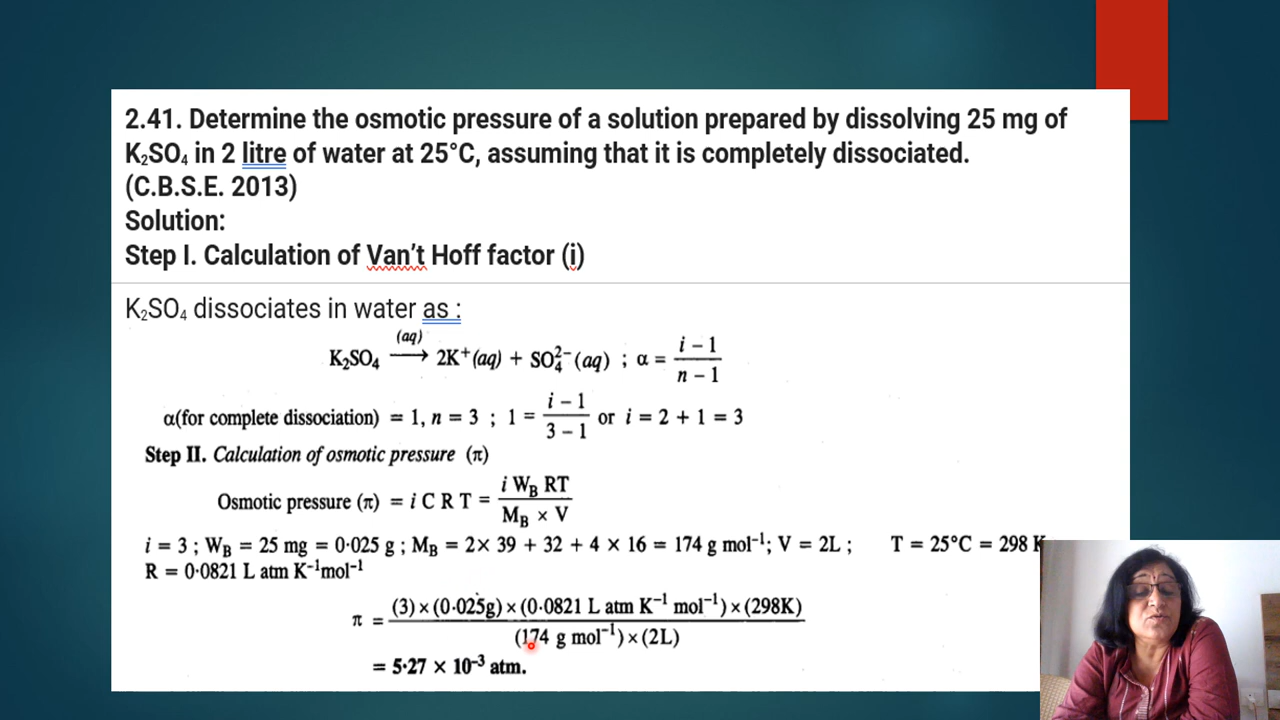 2.41. Determine the osmotic pressure of a solution prepared by dissolving 25 mg of
K₂SO₄ in 2 litre of water at 25°C, assuming that it is completely dissociated.
(C.B.S.E. 2013)
Solution:
Step I. Calculation of Van't Hoff factor (i)
K₂SO₄ dissociates in water as :
K₂SO₄ \xrightarrow{(aq)} 2K⁺(aq) + SO₄²⁻(aq) ; α = \frac{i − 1}{n − 1}
α(for complete dissociation) = 1, n = 3 ; 1 = \frac{i − 1}{3 − 1} or i = 2 + 1 = 3
Step II. Calculation of osmotic pressure (π)
Osmotic pressure (π) = i C R T = \frac{i W_B RT}{M_B × V}
i = 3 ; W_B = 25 mg = 0·025 g ; M_B = 2× 39 + 32 + 4 × 16 = 174 g mol⁻¹; V = 2L ; T = 25°C = 298 K
R = 0·0821 L atm K⁻¹mol⁻¹
π = \frac{(3) × (0·025g) × (0·0821 L atm K⁻¹ mol⁻¹) × (298K)}{(174 g mol⁻¹) × (2L)}
= 5·27 × 10⁻³ atm.